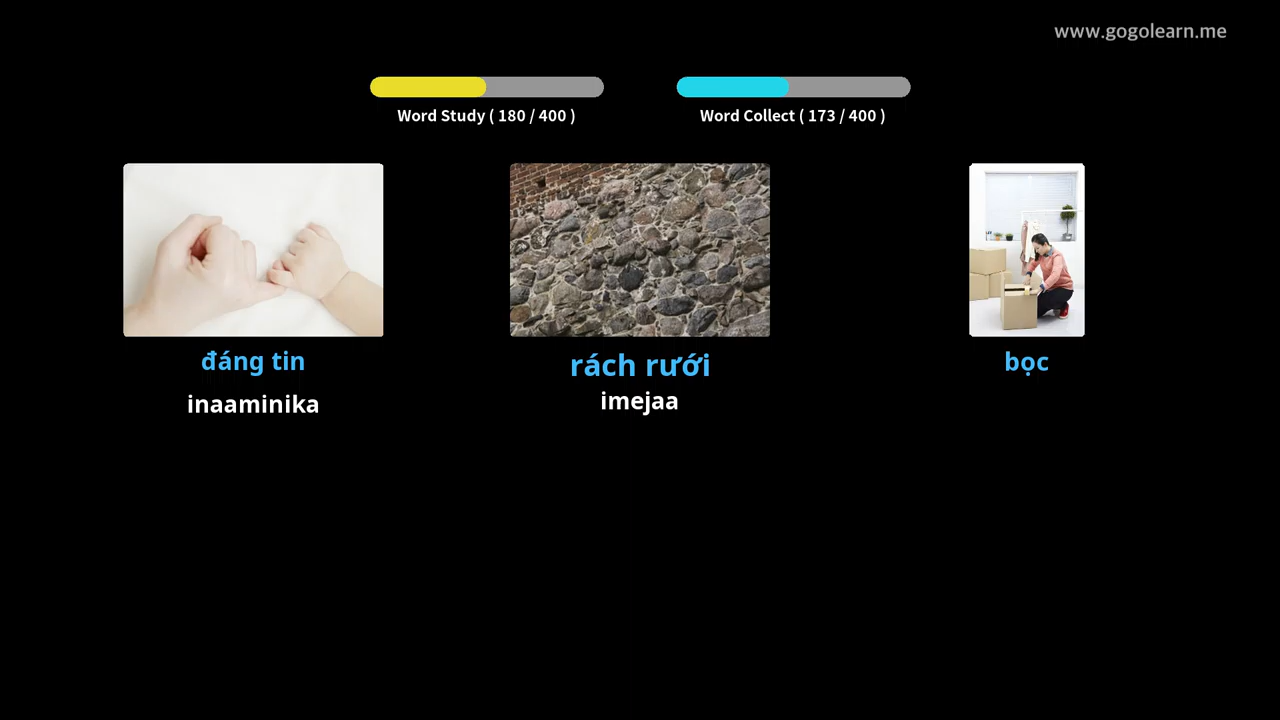 www.gogolearn.me
Word Study ( 180 / 400 )
Word Collect ( 173 / 400 )
đáng tin
rách rưới
bọc
inaaminika
imejaa